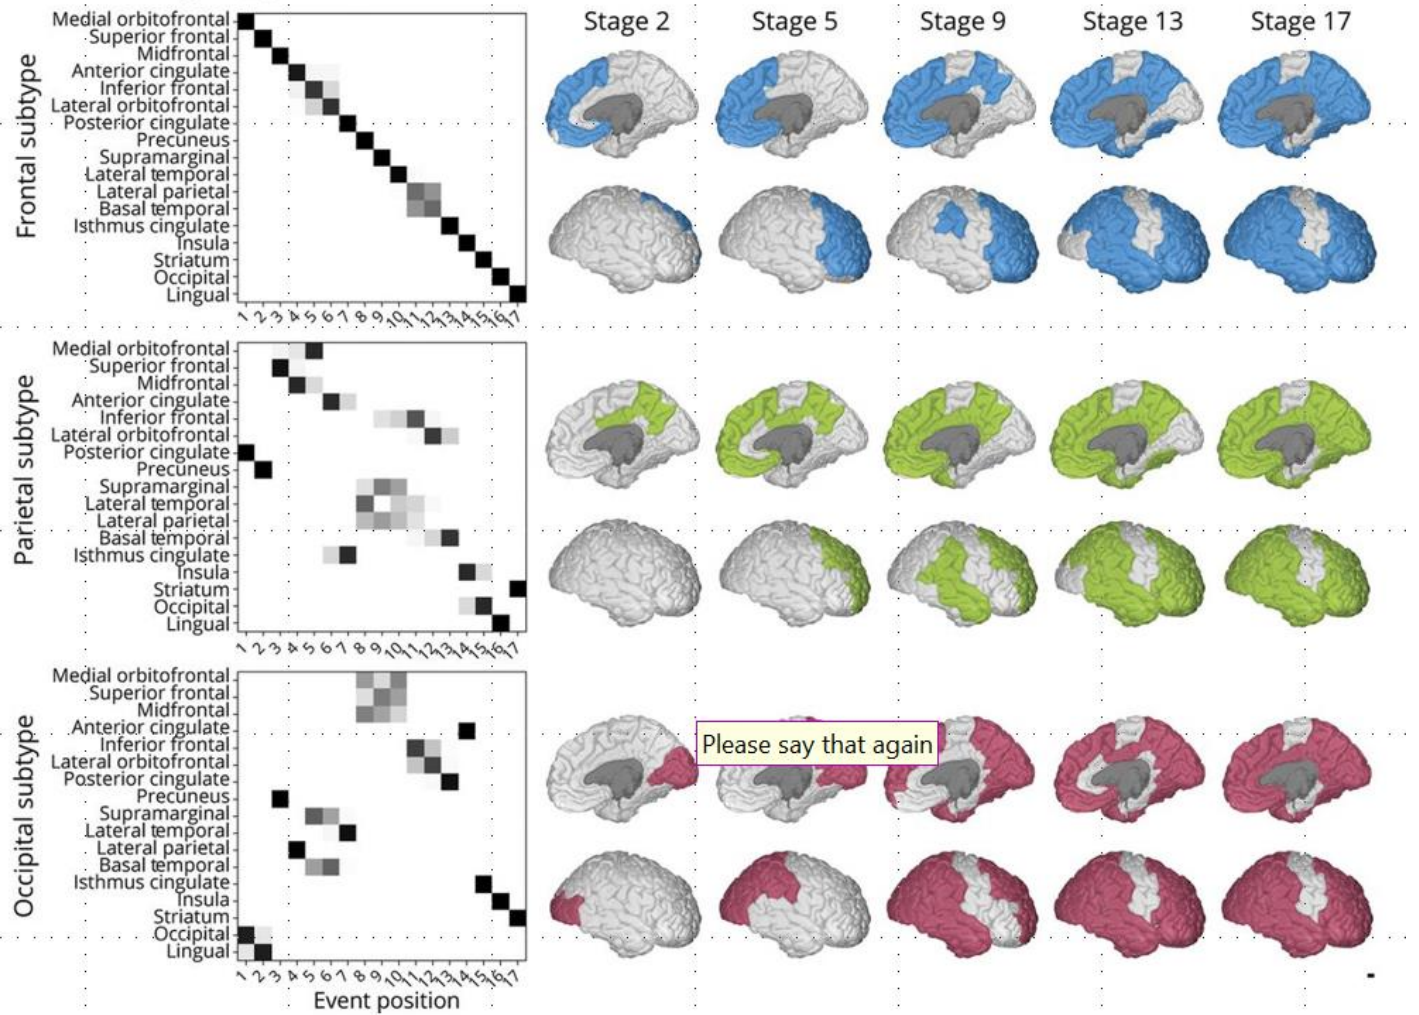 Stage 2 Stage 5 Stage 9 Stage 13 Stage 17
Frontal subtype
Medial orbitofrontal
Superior frontal
Midfrontal
Anterior cingulate
Inferior frontal
Lateral orbitofrontal
Posterior cingulate
Precuneus
Supramarginal
Lateral temporal
Lateral parietal
Basal temporal
Isthmus cingulate
Insula
Striatum
Occipital
Lingual
1 2 3 4 5 6 7 8 9 10 11 12 13 14 15 16 17
Parietal subtype
Medial orbitofrontal
Superior frontal
Midfrontal
Anterior cingulate
Inferior frontal
Lateral orbitofrontal
Posterior cingulate
Precuneus
Supramarginal
Lateral temporal
Lateral parietal
Basal temporal
Isthmus cingulate
Insula
Striatum
Occipital
Lingual
1 2 3 4 5 6 7 8 9 10 11 12 13 14 15 16 17
Occipital subtype
Medial orbitofrontal
Superior frontal
Midfrontal
Anterior cingulate
Inferior frontal
Lateral orbitofrontal
Posterior cingulate
Precuneus
Supramarginal
Lateral temporal
Lateral parietal
Basal temporal
Isthmus cingulate
Insula
Striatum
Occipital
Lingual
1 2 3 4 5 6 7 8 9 10 11 12 13 14 15 16 17
Event position
Please say that again